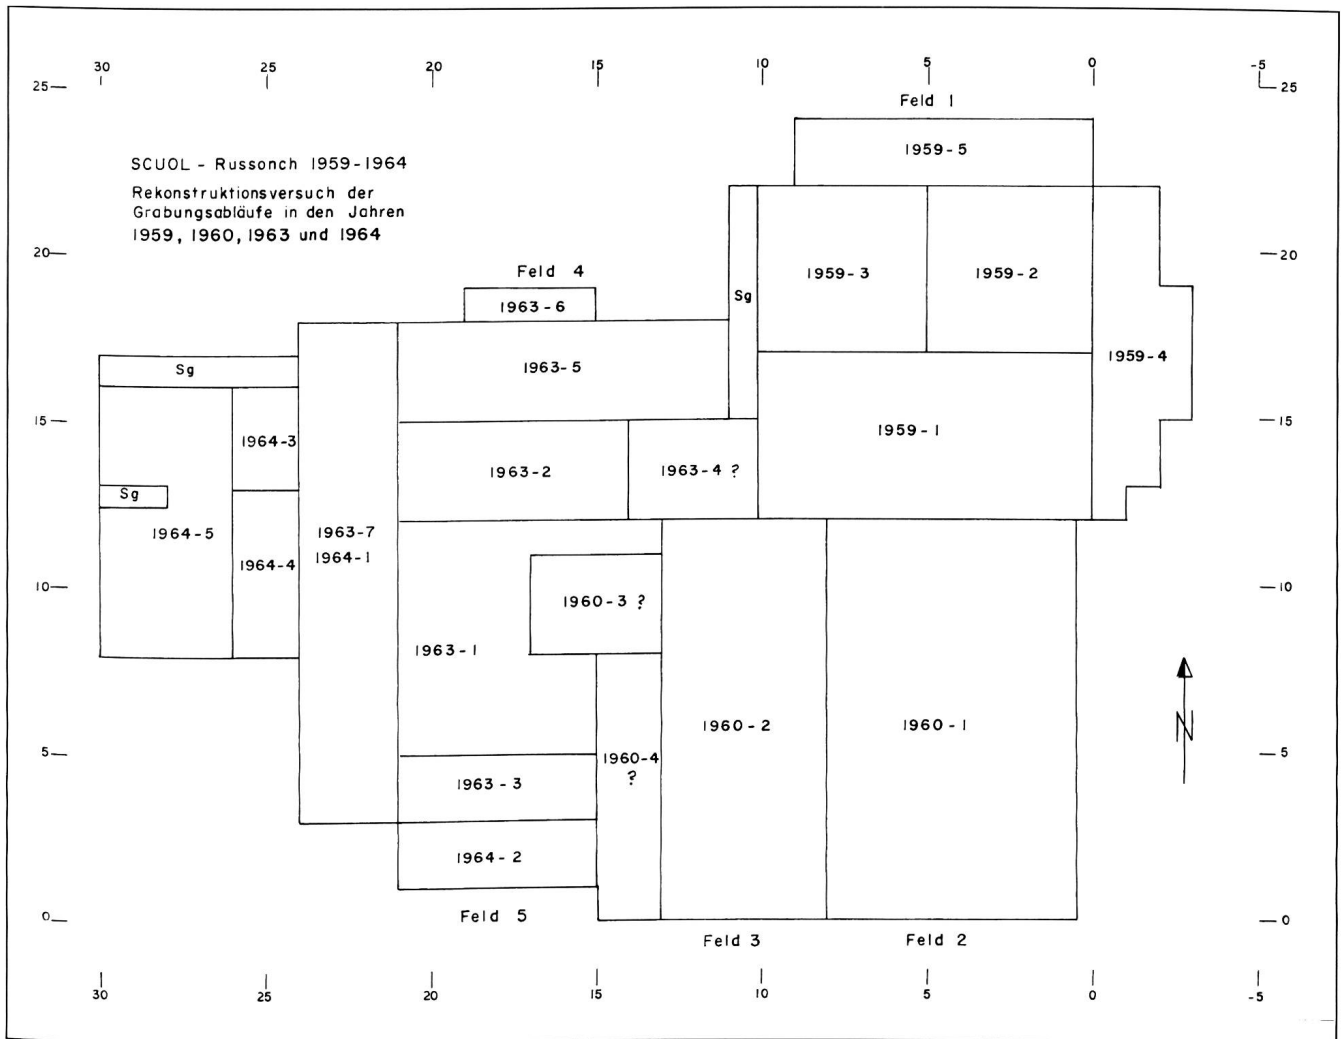 30 25 20 15 10 5 0 -5
25 25
Feld 1
1959-5
SCUOL - Russonch 1959-1964
Rekonstruktionsversuch der
Grabungsabläufe in den Jahren
1959, 1960, 1963 und 1964
20 20
Feld 4
1963-6
Sg
1959-3
1959-2
1959-4
Sg
1963-5
15 15
1959-1
1964-3
1963-2
1963-4 ?
Sg
1964-5
1963-7
1964-1
1964-4
10 10
1960-3 ?
1963-1
1960-2
1960-1
N
5 5
1960-4
?
1963-3
1964-2
0 0
Feld 5
Feld 3
Feld 2
30 25 20 15 10 5 0 -5